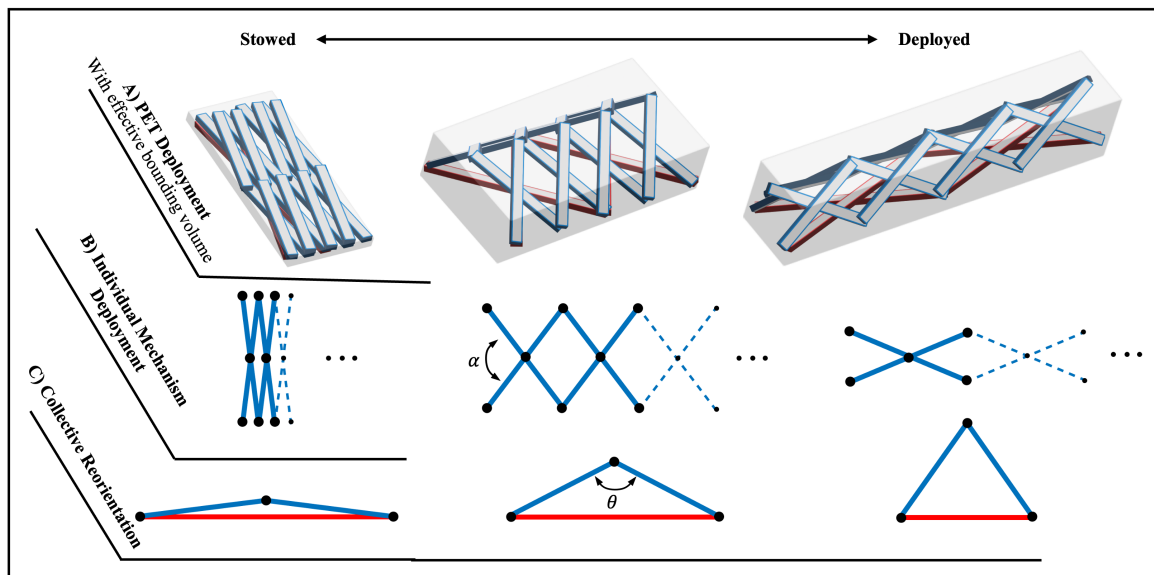 Stowed
Deployed
A) PET Deployment
With effective bounding volume
B) Individual Mechanism
Deployment
α
C) Collective Reorientation
θ